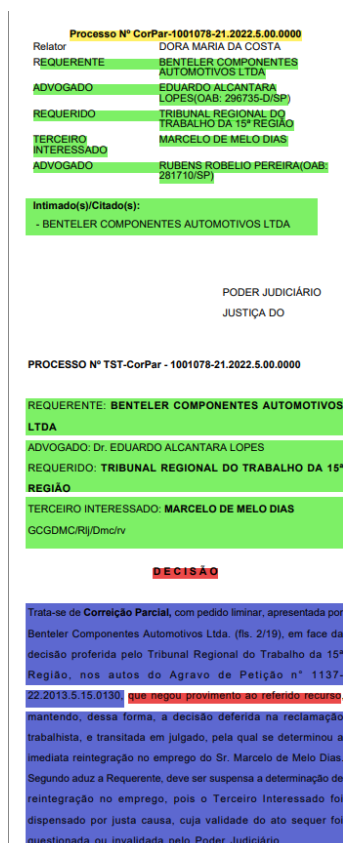 Processo Nº CorPar-1001078-21.2022.5.00.0000
Relator DORA MARIA DA COSTA
REQUERENTE BENTELER COMPONENTES
AUTOMOTIVOS LTDA
ADVOGADO EDUARDO ALCANTARA
LOPES(OAB: 296735-D/SP)
REQUERIDO TRIBUNAL REGIONAL DO
TRABALHO DA 15ª REGIÃO
TERCEIRO MARCELO DE MELO DIAS
INTERESSADO
ADVOGADO RUBENS ROBELIO PEREIRA(OAB:
281710/SP)
Intimado(s)/Citado(s):
- BENTELER COMPONENTES AUTOMOTIVOS LTDA
PODER JUDICIÁRIO
JUSTIÇA DO
PROCESSO Nº TST-CorPar - 1001078-21.2022.5.00.0000
REQUERENTE: BENTELER COMPONENTES AUTOMOTIVOS
LTDA
ADVOGADO: Dr. EDUARDO ALCANTARA LOPES
REQUERIDO: TRIBUNAL REGIONAL DO TRABALHO DA 15ª
REGIÃO
TERCEIRO INTERESSADO: MARCELO DE MELO DIAS
GCGDMC/Rlj/Dmc/rv
D E C I S Ã O
Trata-se de Correição Parcial, com pedido liminar, apresentada por
Benteler Componentes Automotivos Ltda. (fls. 2/19), em face da
decisão proferida pelo Tribunal Regional do Trabalho da 15ª
Região, nos autos do Agravo de Petição n° 1137-
22.2013.5.15.0130, que negou provimento ao referido recurso,
mantendo, dessa forma, a decisão deferida na reclamação
trabalhista, e transitada em julgado, pela qual se determinou a
imediata reintegração no emprego do Sr. Marcelo de Melo Dias.
Segundo aduz a Requerente, deve ser suspensa a determinação de
reintegração no emprego, pois o Terceiro Interessado foi
dispensado por justa causa, cuja validade do ato sequer foi
questionada ou invalidada pelo Poder Judiciário.